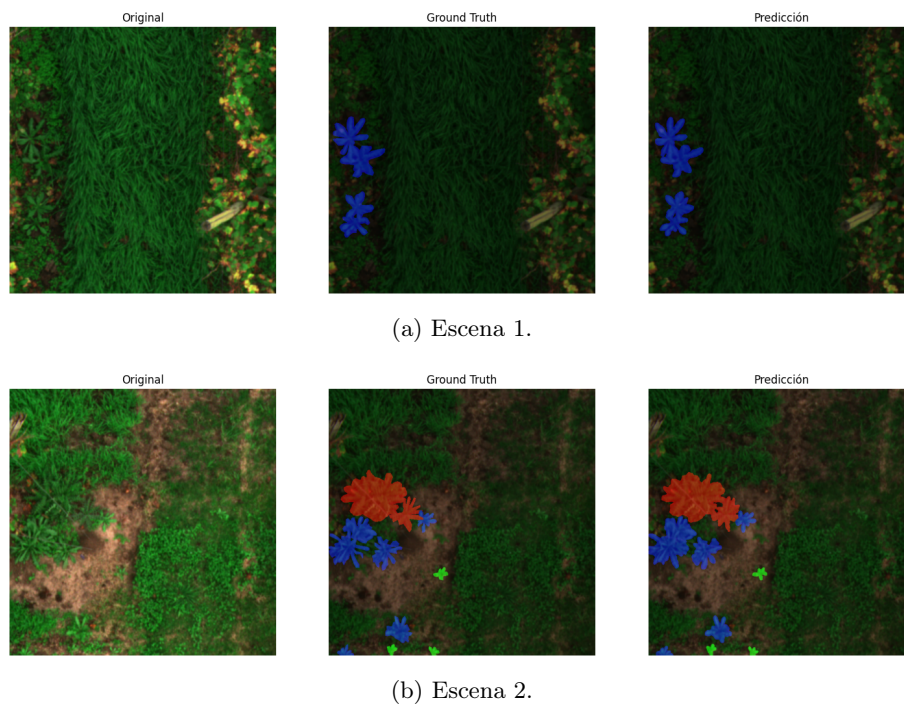 Original Ground Truth Predicción
(a) Escena 1.
Original Ground Truth Predicción
(b) Escena 2.